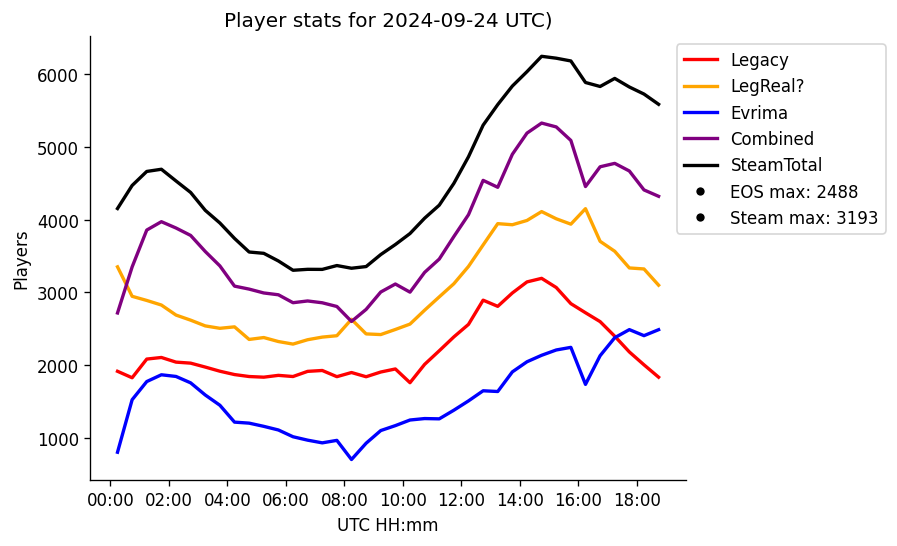 Player stats for 2024-09-24 UTC)
Legacy
LegReal?
Evrima
Combined
SteamTotal
EOS max: 2488
Steam max: 3193
Players
6000
5000
4000
3000
2000
1000
00:00 02:00 04:00 06:00 08:00 10:00 12:00 14:00 16:00 18:00
UTC HH:mm